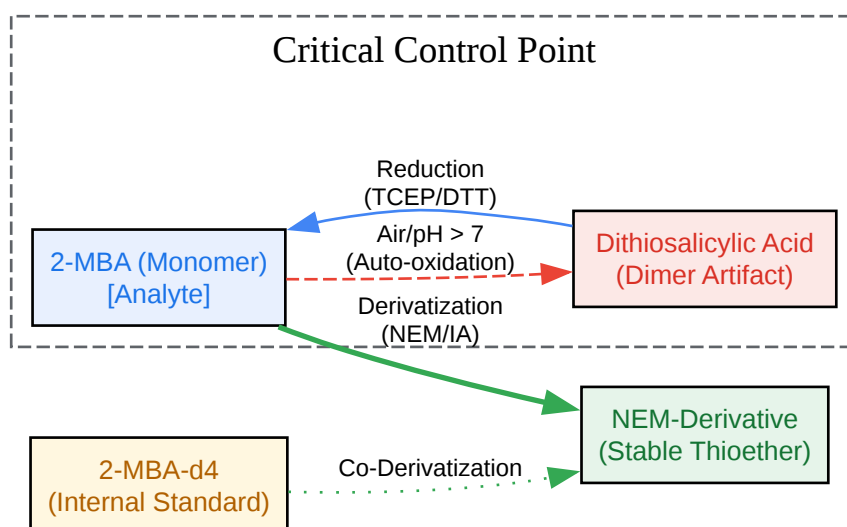 Critical Control Point
Reduction
(TCEP/DTT)
2-MBA (Monomer)
[Analyte]
Air/pH > 7
(Auto-oxidation)
Dithiosalicylic Acid
(Dimer Artifact)
Derivatization
(NEM/IA)
NEM-Derivative
(Stable Thioether)
2-MBA-d4
(Internal Standard)
Co-Derivatization